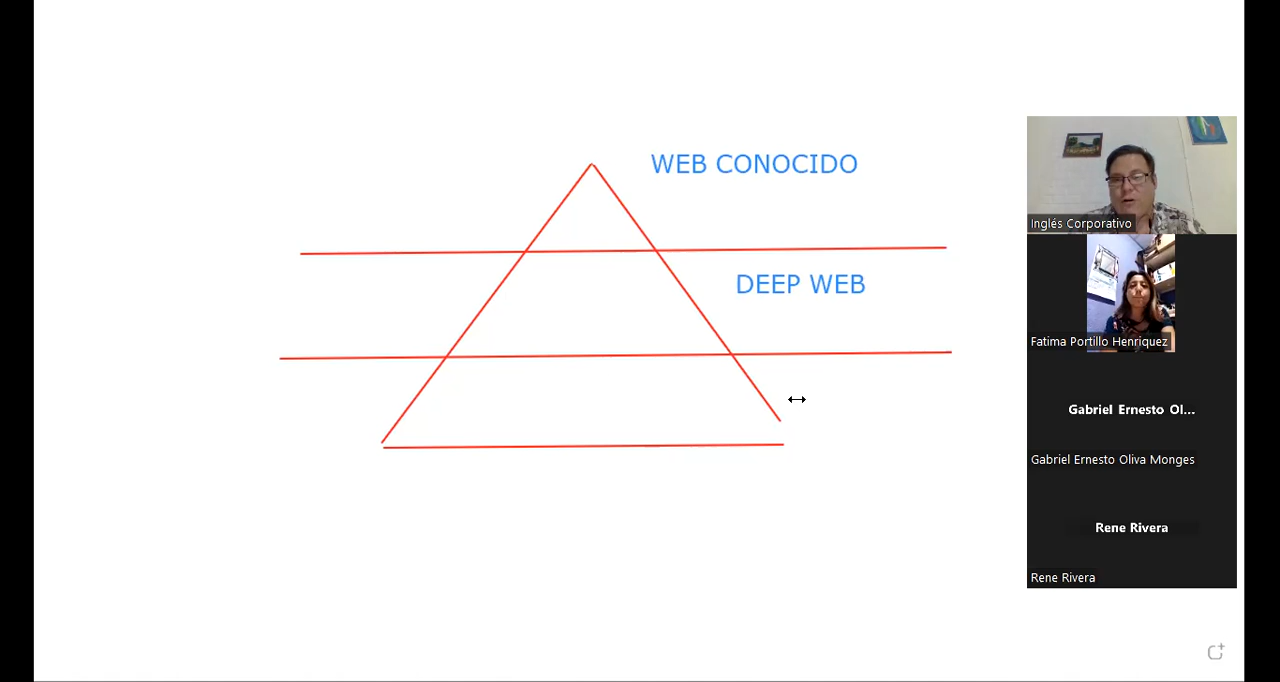 WEB CONOCIDO
DEEP WEB
Inglés Corporativo
Fatima Portillo Henriquez
Gabriel Ernesto Ol...
Gabriel Ernesto Oliva Monges
Rene Rivera
Rene Rivera